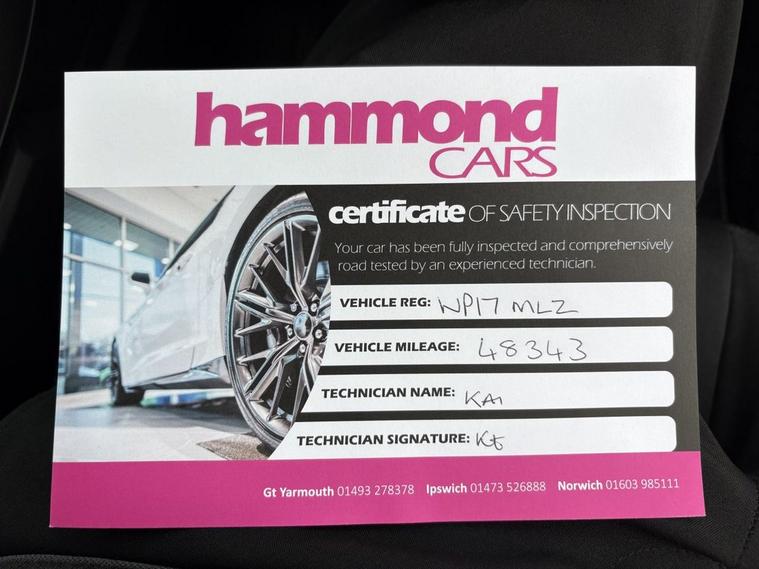 hammond
CARS
certificate OF SAFETY INSPECTION
Your car has been fully inspected and comprehensively
road tested by an experienced technician.
VEHICLE REG: NP17 MLZ
VEHICLE MILEAGE: 48343
TECHNICIAN NAME: KAI
TECHNICIAN SIGNATURE:
Gt Yarmouth 01493 278378 Ipswich 01473 526888 Norwich 01603 985111